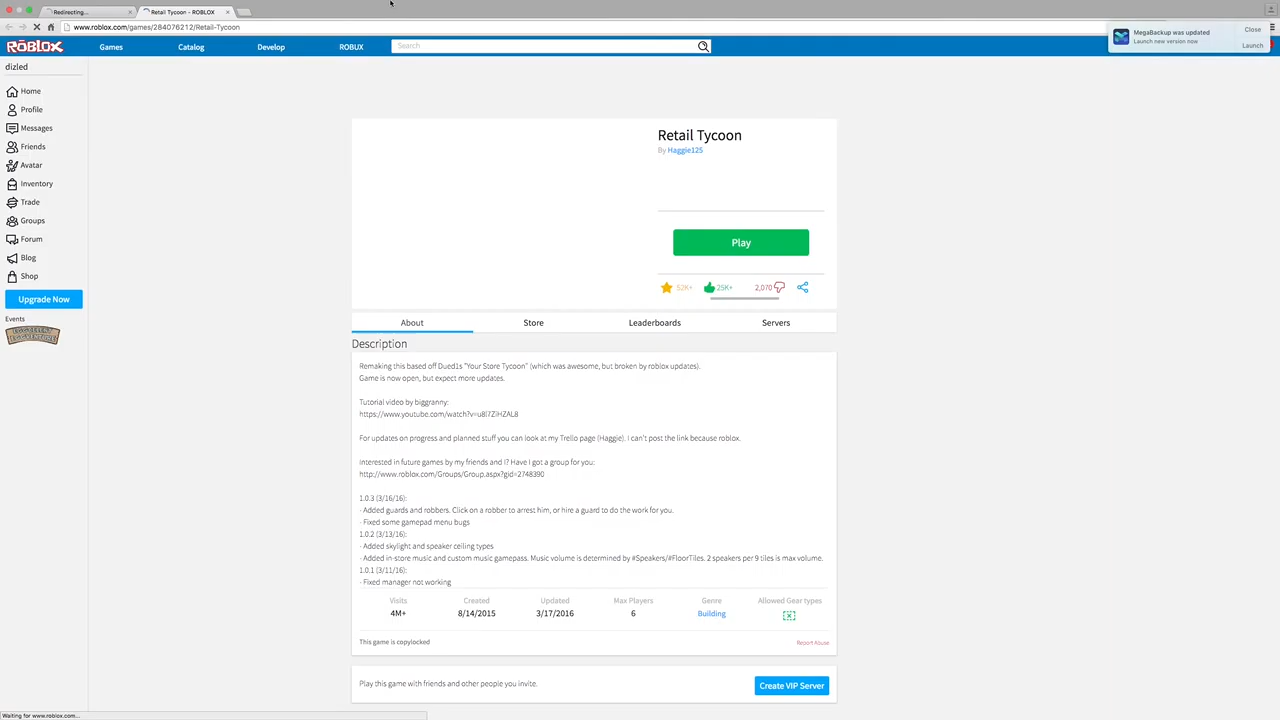 Redirecting...
Retail Tycoon - ROBLOX
www.roblox.com/games/284076212/Retail-Tycoon
MegaBackup was updated
Launch new version now
Close
Launch
ROBLOX
Games
Catalog
Develop
ROBUX
Search
dizled
Home
Profile
Messages
Friends
Avatar
Inventory
Trade
Groups
Forum
Blog
Shop
Upgrade Now
Events
Retail Tycoon
By Haggie125
Play
52K+
25K+
2,070
About
Store
Leaderboards
Servers
Description
Remaking this based off Dued1s "Your Store Tycoon" (which was awesome, but broken by roblox updates).
Game is now open, but expect more updates.
Tutorial video by biggranny:
https://www.youtube.com/watch?v=u8I7ZiHZAL8
For updates on progress and planned stuff you can look at my Trello page (Haggie). I can't post the link because roblox.
Interested in future games by my friends and I? Have I got a group for you:
http://www.roblox.com/Groups/Group.aspx?gid=2748390
1.0.3 (3/16/16):
- Added guards and robbers. Click on a robber to arrest him, or hire a guard to do the work for you.
- Fixed some gamepad menu bugs
1.0.2 (3/13/16):
- Added skylight and speaker ceiling types
- Added in-store music and custom music gamepass. Music volume is determined by #Speakers/#FloorTiles. 2 speakers per 9 tiles is max volume.
1.0.1 (3/11/16):
- Fixed manager not working
Visits
Created
Updated
Max Players
Genre
Allowed Gear types
4M+
8/14/2015
3/17/2016
6
Building
This game is copylocked
Report Abuse
Play this game with friends and other people you invite.
Create VIP Server
Waiting for www.roblox.com...